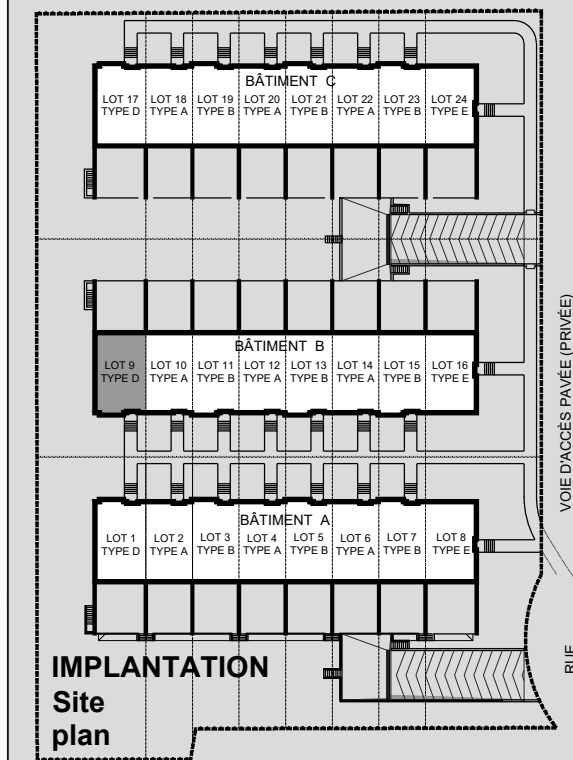 BÂTIMENT C
LOT 17 LOT 18 LOT 19 LOT 20 LOT 21 LOT 22 LOT 23 LOT 24
TYPE D TYPE A TYPE B TYPE A TYPE B TYPE A TYPE B TYPE E
BÂTIMENT B
LOT 9 LOT 10 LOT 11 LOT 12 LOT 13 LOT 14 LOT 15 LOT 16
TYPE D TYPE A TYPE B TYPE A TYPE B TYPE A TYPE B TYPE E
VOIE D'ACCÈS PAVÉE (PRIVÉE)
BÂTIMENT A
LOT 1 LOT 2 LOT 3 LOT 4 LOT 5 LOT 6 LOT 7 LOT 8
TYPE D TYPE A TYPE B TYPE A TYPE B TYPE A TYPE B TYPE E
RUE
IMPLANTATION
Site
plan